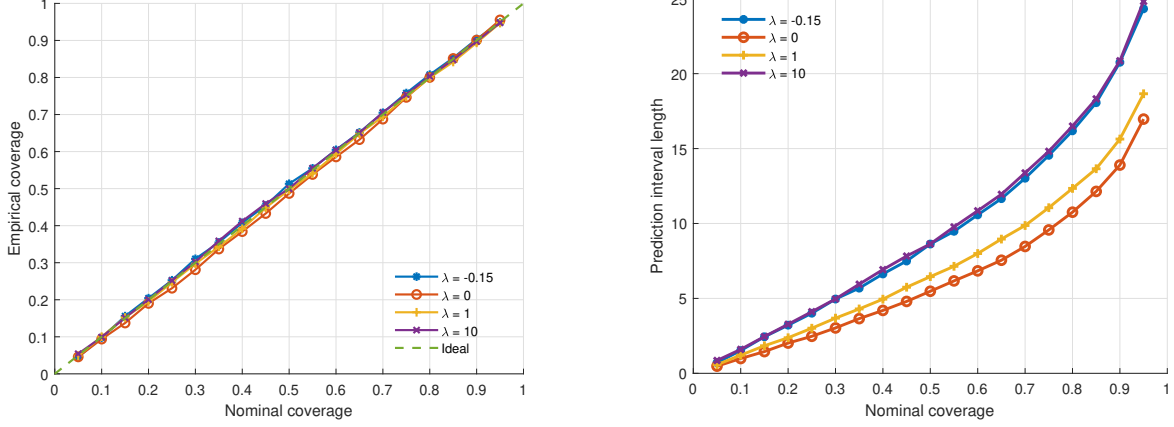 1
0.9
0.8
0.7
0.6
0.5
0.4
0.3
0.2
0.1
0
Empirical coverage
0 0.1 0.2 0.3 0.4 0.5 0.6 0.7 0.8 0.9 1
Nominal coverage
λ = -0.15
λ = 0
λ = 1
λ = 10
Ideal
25
20
15
10
5
0
Prediction interval length
0 0.1 0.2 0.3 0.4 0.5 0.6 0.7 0.8 0.9 1
Nominal coverage
λ = -0.15
λ = 0
λ = 1
λ = 10